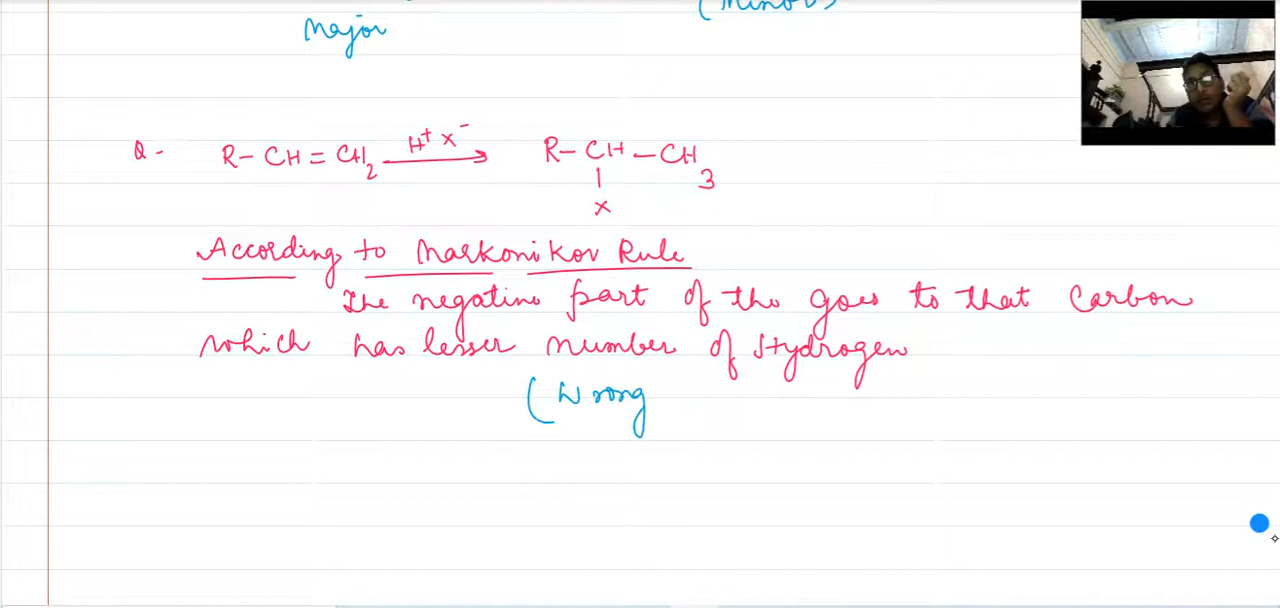 (Minor)
Major
Q - R - CH = CH2 H+ X- R - CH - CH3
X
According to Markonikov Rule
The negative part of the goes to that Carbon
which has lesser number of Hydrogen
(Wrong